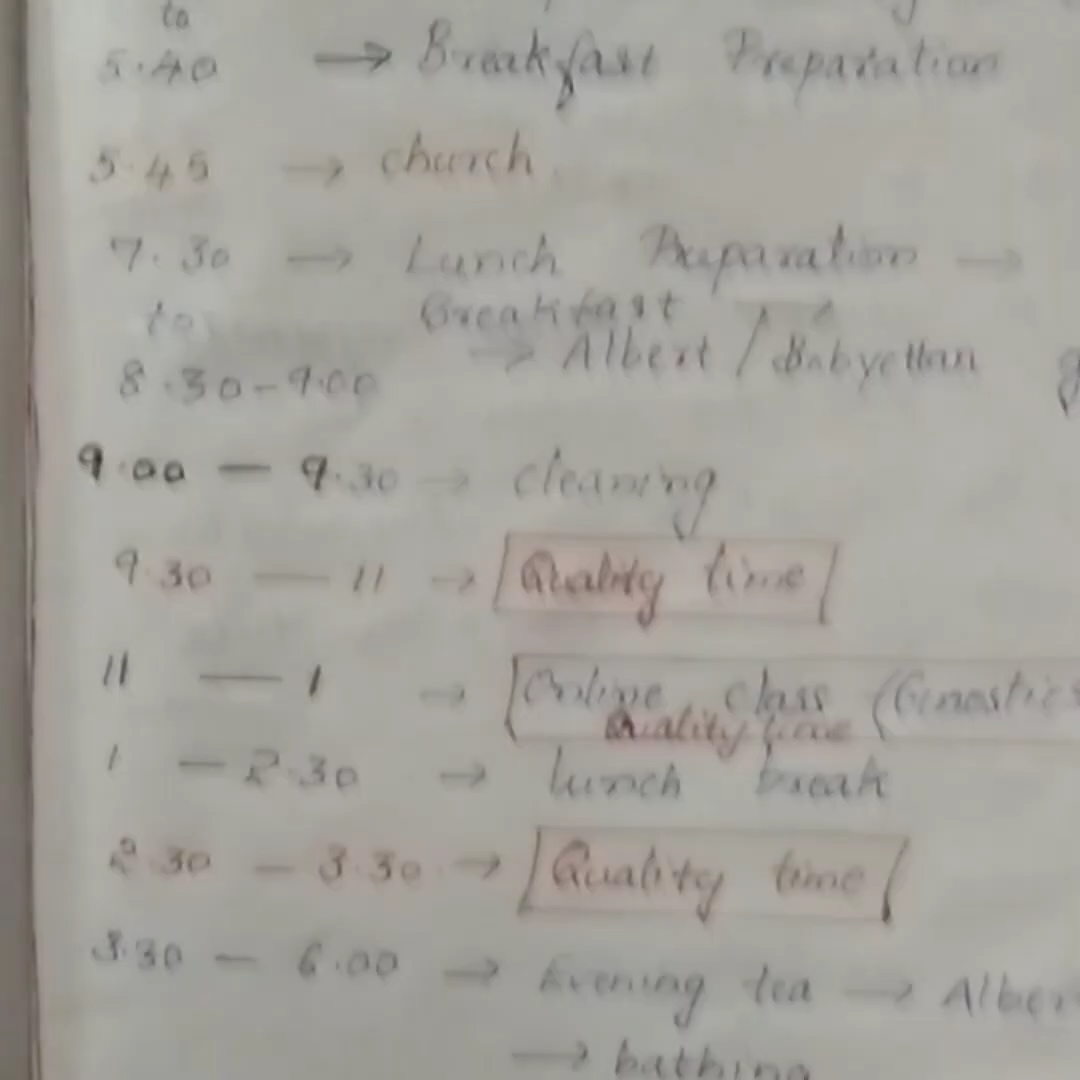 to
5.40 → Breakfast Preparation
5.45 → church
7.30 → Lunch Preparation →
to Breakfast
→ Albert / Babyettan
8.30-9.00
9.00 — 9.30 → cleaning
9.30 — 11 → Quality time
11 — 1 → Online class (Genostics
Quality time
1 — 2.30 → lunch break
2.30 — 3.30 → Quality time
3.30 — 6.00 → Evening tea → Alber
→ bathing